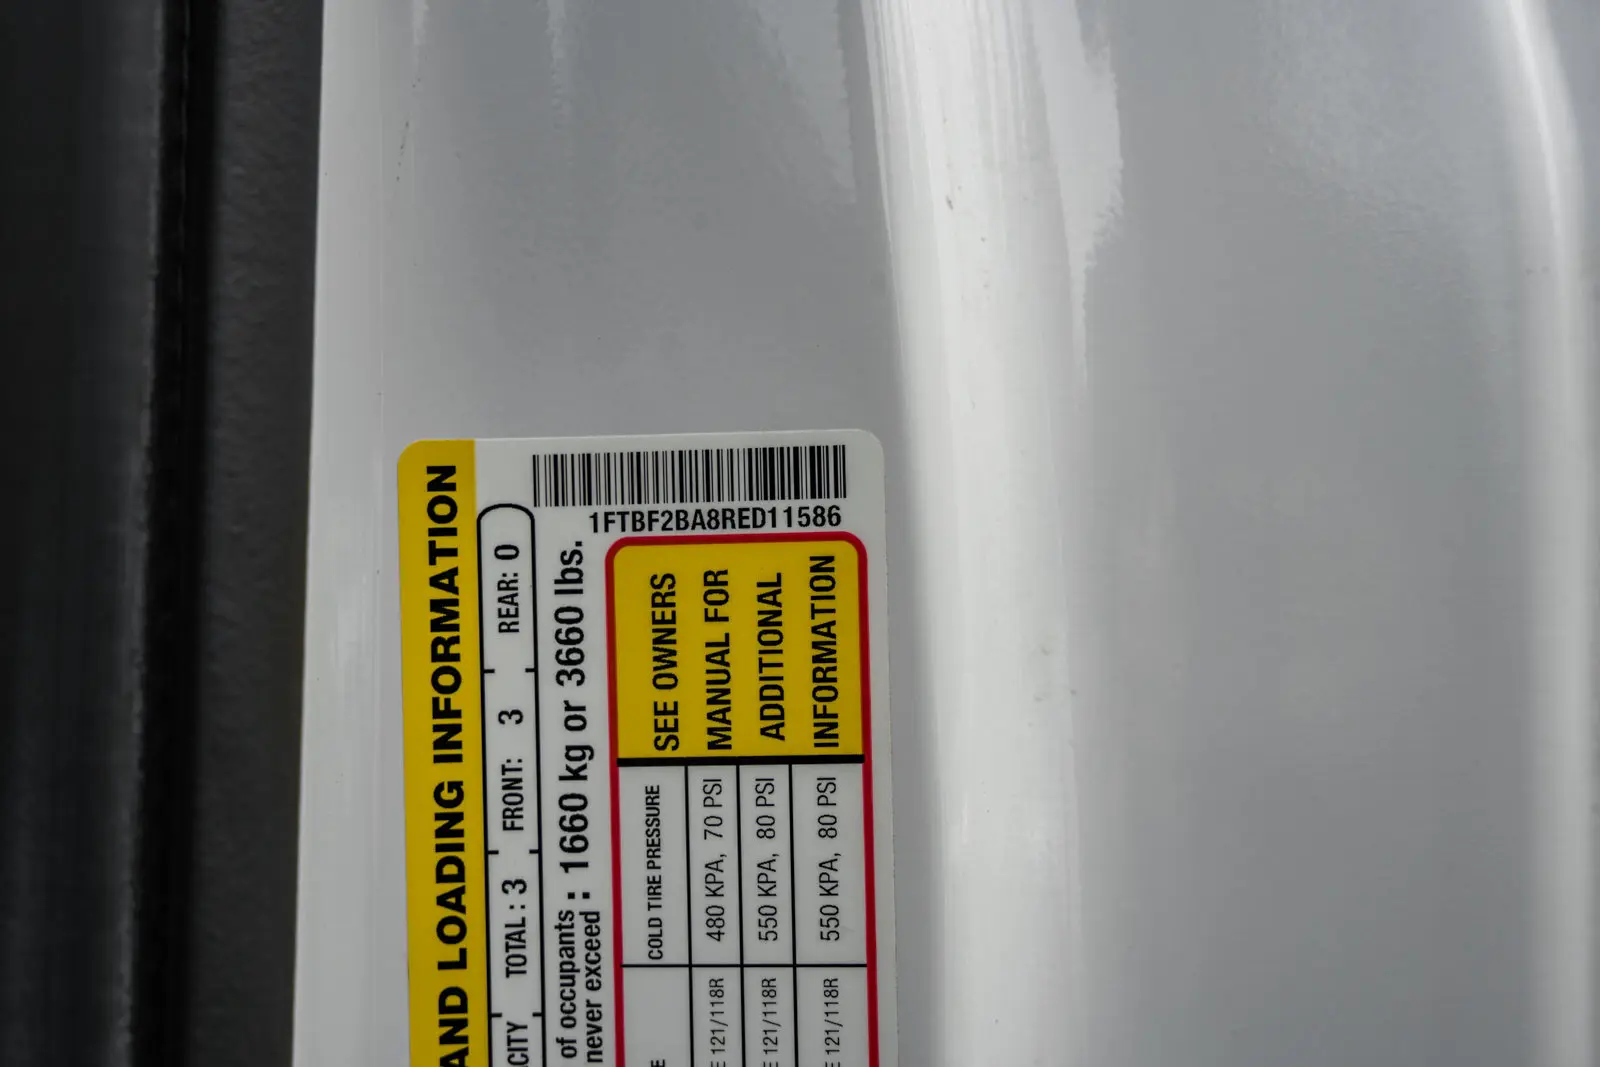 1FTBF2BA8RED11586
AND LOADING INFORMATION
TOTAL : 3 FRONT: 3 REAR: 0
of occupants
never exceed : 1660 kg or 3660 lbs.
COLD TIRE PRESSURE
121/118R 480 KPA, 70 PSI
121/118R 550 KPA, 80 PSI
121/118R 550 KPA, 80 PSI
SEE OWNERS
MANUAL FOR
ADDITIONAL
INFORMATION